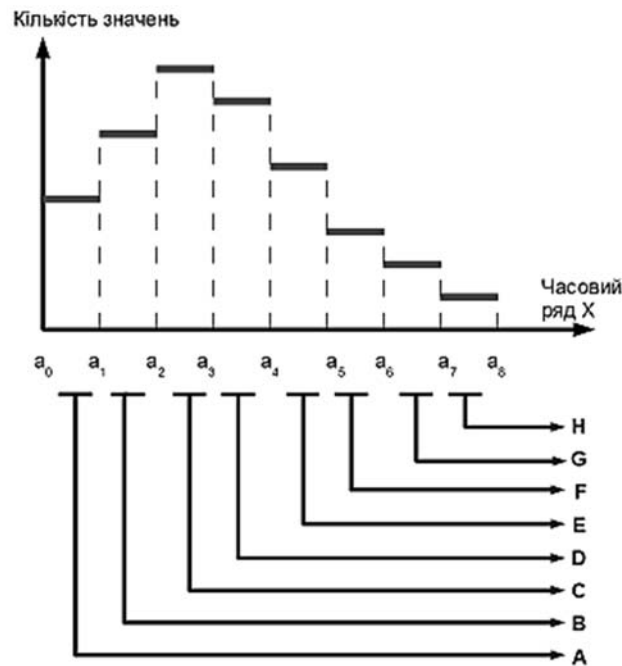 Кількість значень
Часовий
ряд X
a₀ a₁ a₂ a₃ a₄ a₅ a₆ a₇ a₈
H
G
F
E
D
C
B
A